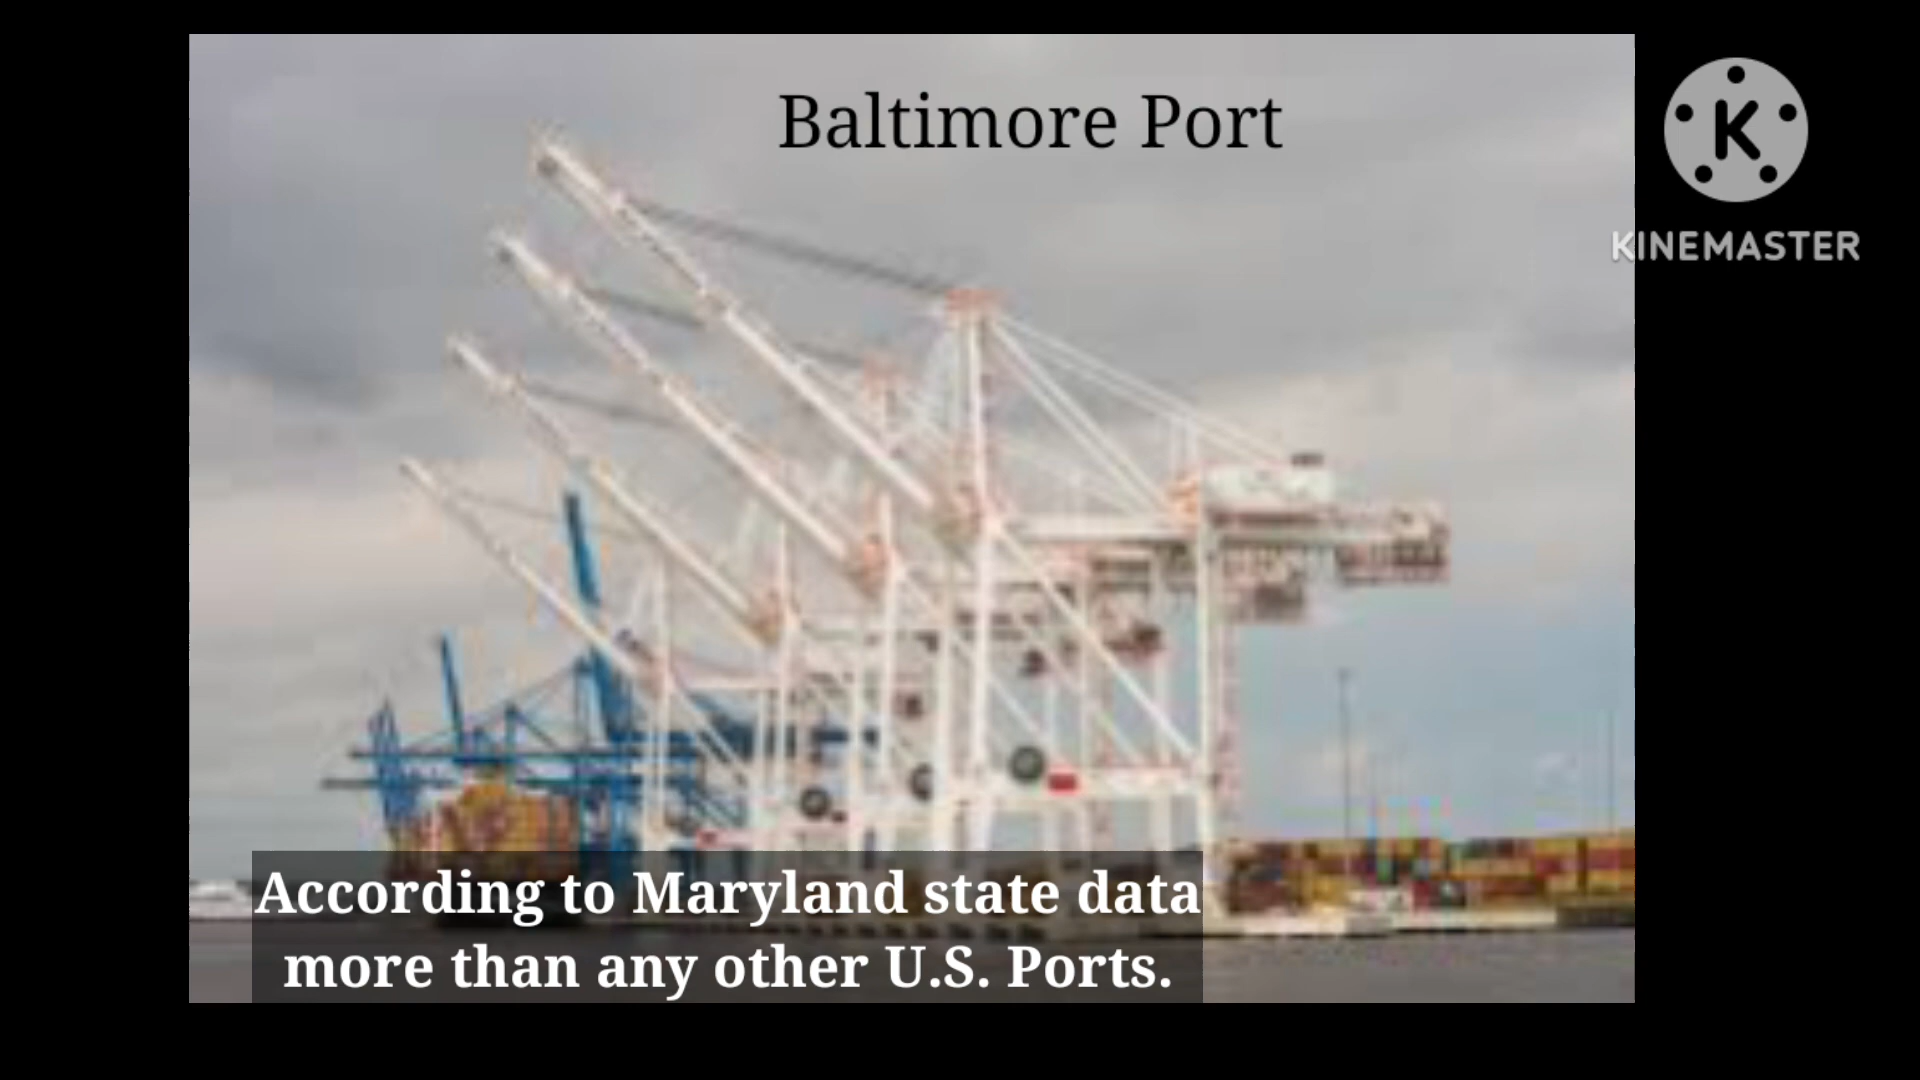 Baltimore Port
K
KINEMASTER
According to Maryland state data
more than any other U.S. Ports.